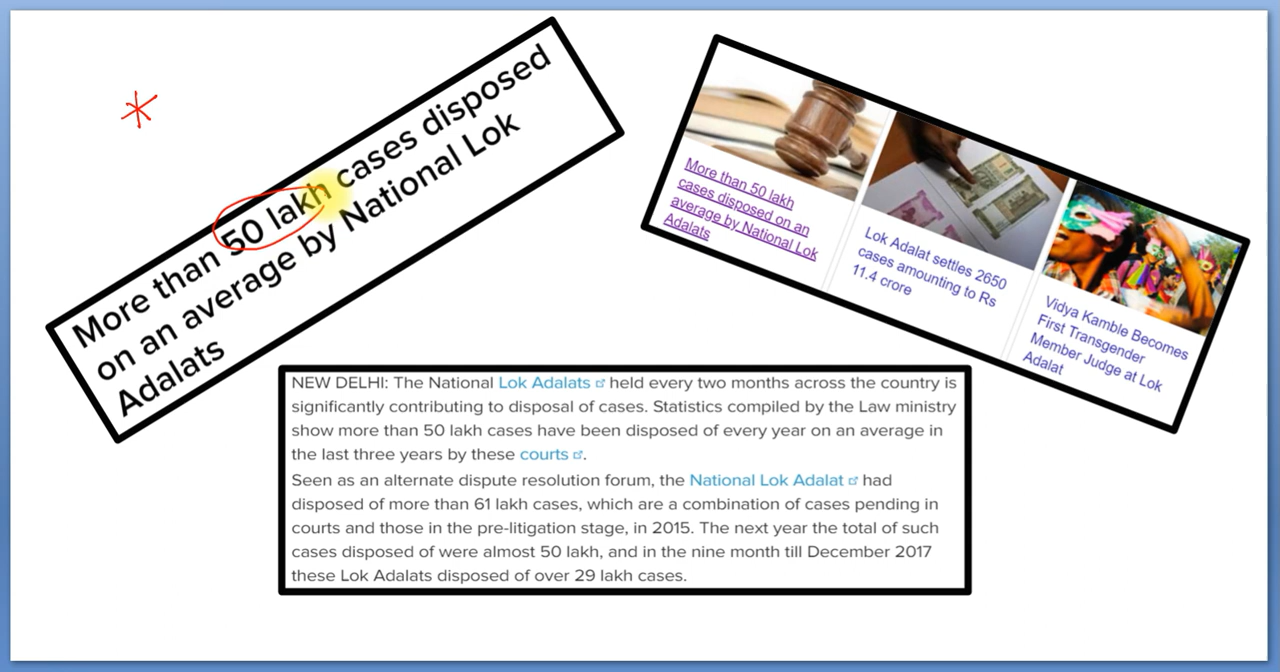 More than 50 lakh cases disposed
on an average by National Lok
Adalats
More than 50 lakh
cases disposed on an
average by National Lok
Adalats
Lok Adalat settles 2650
cases amounting to Rs
11.4 crore
Vidya Kamble Becomes
First Transgender
Member Judge at Lok
Adalat
NEW DELHI: The National Lok Adalats held every two months across the country is
significantly contributing to disposal of cases. Statistics compiled by the Law ministry
show more than 50 lakh cases have been disposed of every year on an average in
the last three years by these courts.
Seen as an alternate dispute resolution forum, the National Lok Adalat had
disposed of more than 61 lakh cases, which are a combination of cases pending in
courts and those in the pre-litigation stage, in 2015. The next year the total of such
cases disposed of were almost 50 lakh, and in the nine month till December 2017
these Lok Adalats disposed of over 29 lakh cases.